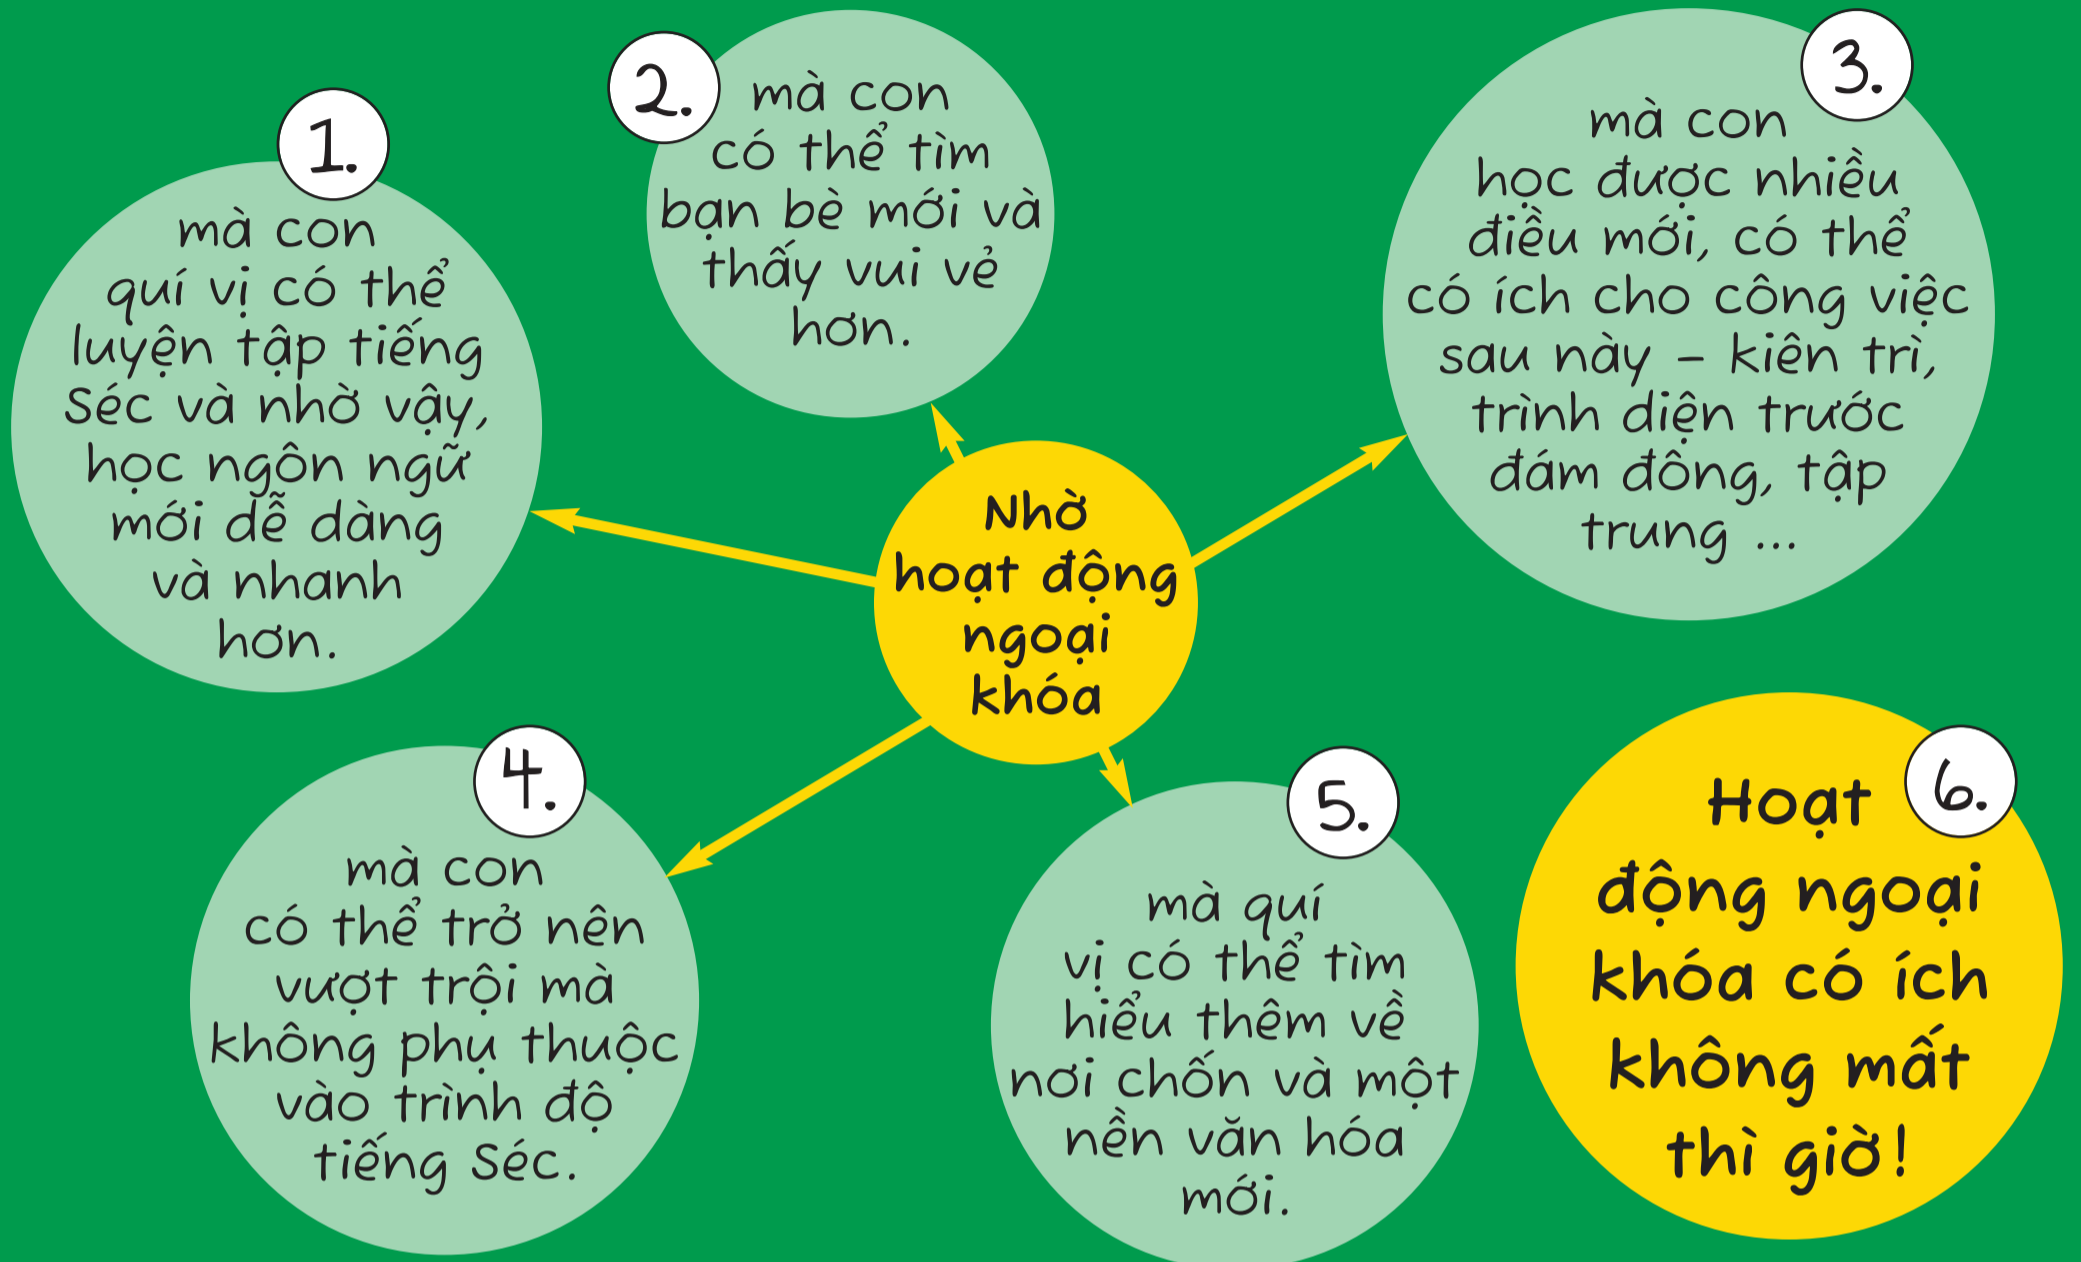 1.
mà con
quí vị có thể
luyện tập tiếng
Séc và nhờ vậy,
học ngôn ngữ
mới dễ dàng
và nhanh
hơn.
2.
mà con
có thể tìm
bạn bè mới và
thấy vui vẻ
hơn.
3.
mà con
học được nhiều
điều mới, có thể
có ích cho công việc
sau này – kiên trì,
trình diện trước
đám đông, tập
trung ...
Nhờ
hoạt động
ngoại
khóa
4.
mà con
có thể trở nên
vượt trội mà
không phụ thuộc
vào trình độ
tiếng Séc.
5.
mà quí
vị có thể tìm
hiểu thêm về
nơi chốn và một
nền văn hóa
mới.
6.
Hoạt
động ngoại
khóa có ích
không mất
thì giờ!